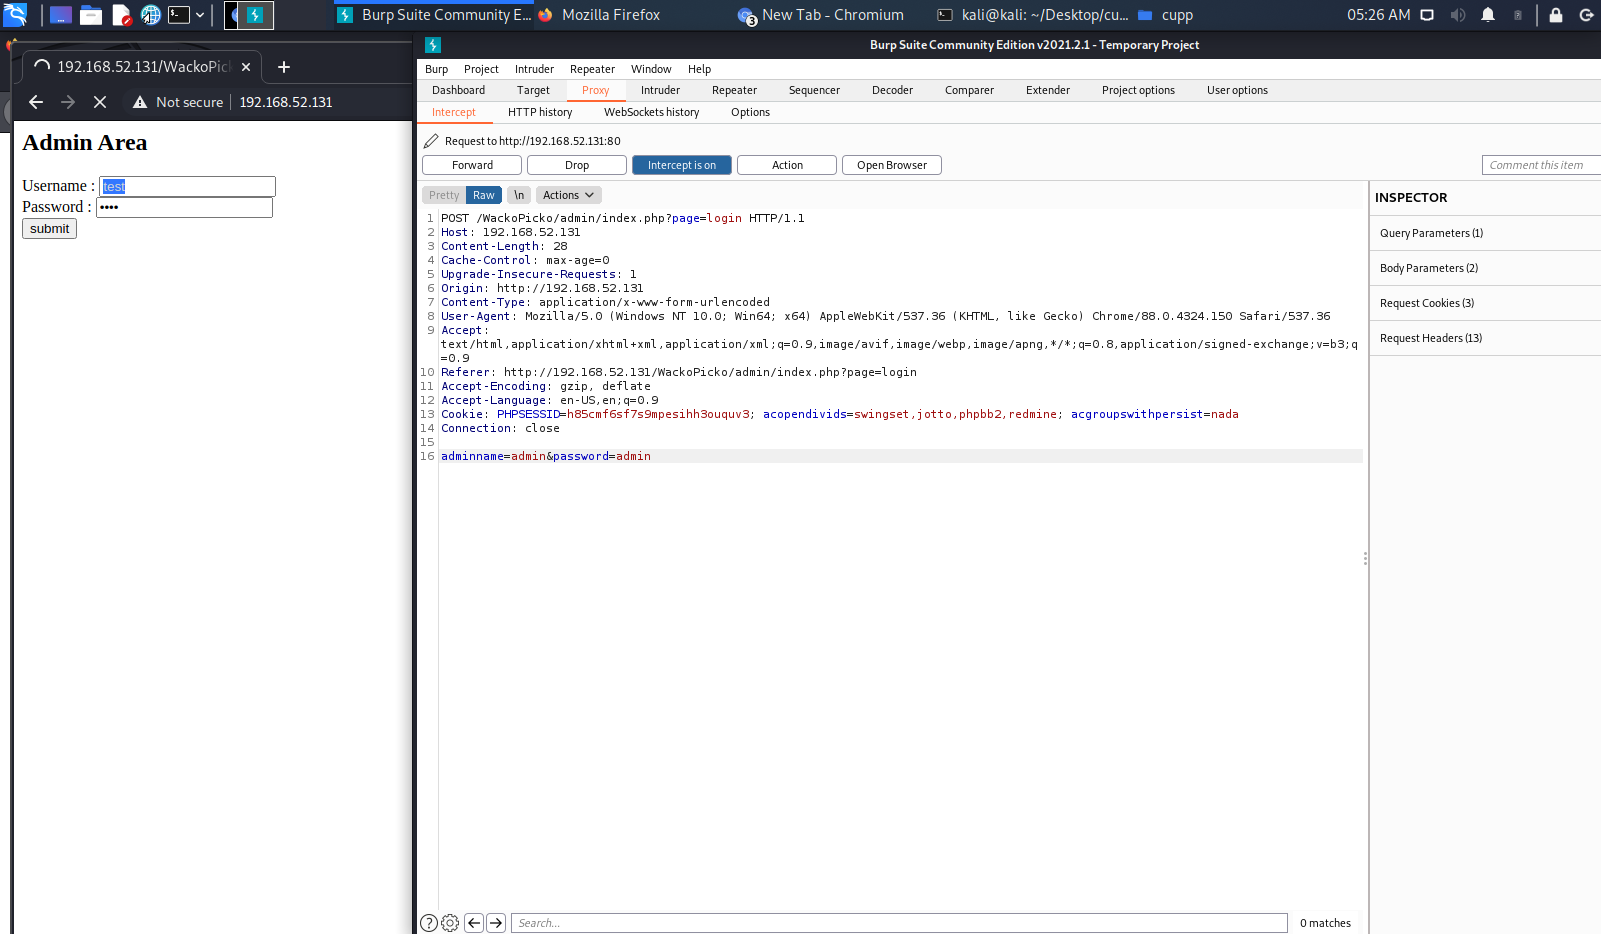 Burp Suite Community E...
Mozilla Firefox
3
New Tab - Chromium
kali@kali: ~/Desktop/cu...
cupp
05:26 AM
192.168.52.131/WackoPick
Not secure
192.168.52.131
Admin Area
Username :
test
Password :
••••
submit
Burp Suite Community Edition v2021.2.1 - Temporary Project
Burp Project Intruder Repeater Window Help
Dashboard Target Proxy Intruder Repeater Sequencer Decoder Comparer Extender Project options User options
Intercept HTTP history WebSockets history Options
Request to http://192.168.52.131:80
Forward Drop Intercept is on Action Open Browser Comment this item
Pretty Raw \n Actions
1 POST /WackoPicko/admin/index.php?page=login HTTP/1.1
2 Host: 192.168.52.131
3 Content-Length: 28
4 Cache-Control: max-age=0
5 Upgrade-Insecure-Requests: 1
6 Origin: http://192.168.52.131
7 Content-Type: application/x-www-form-urlencoded
8 User-Agent: Mozilla/5.0 (Windows NT 10.0; Win64; x64) AppleWebKit/537.36 (KHTML, like Gecko) Chrome/88.0.4324.150 Safari/537.36
9 Accept:
text/html,application/xhtml+xml,application/xml;q=0.9,image/avif,image/webp,image/apng,*/*;q=0.8,application/signed-exchange;v=b3;q
=0.9
10 Referer: http://192.168.52.131/WackoPicko/admin/index.php?page=login
11 Accept-Encoding: gzip, deflate
12 Accept-Language: en-US,en;q=0.9
13 Cookie: PHPSESSID=h85cmf6sf7s9mpesihh3ouquv3; acopendivids=swingset,jotto,phpbb2,redmine; acgroupswithpersist=nada
14 Connection: close
15
16 adminname=admin&password=admin
INSPECTOR
Query Parameters (1)
Body Parameters (2)
Request Cookies (3)
Request Headers (13)
Search...
0 matches